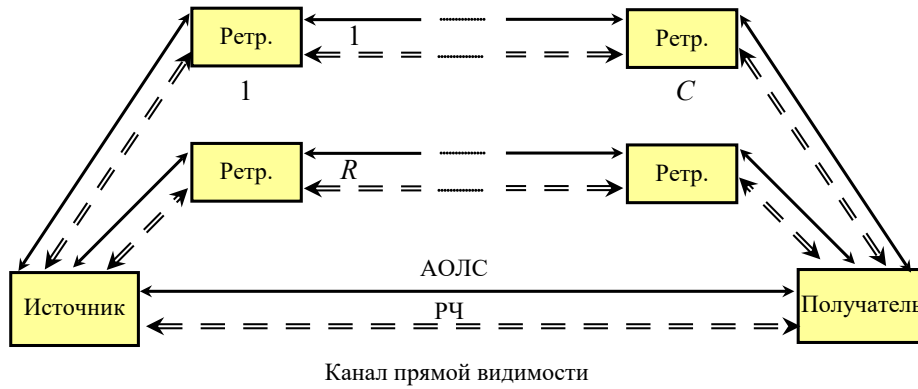 Ретр.
1
Ретр.
1
C
Ретр.
R
Ретр.
АОЛС
Источник
Получатель
РЧ
Канал прямой видимости